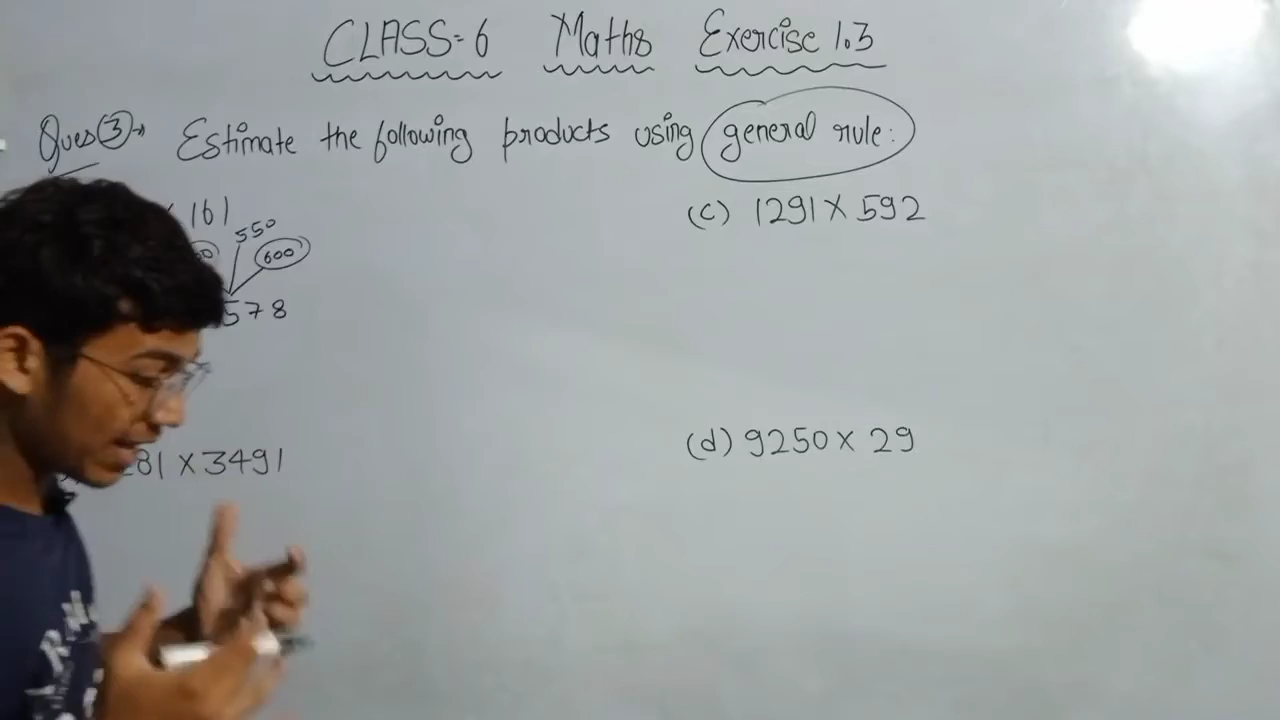 CLASS-6 Maths Exercise 1.3
Ques (3)→ Estimate the following products using general rule:
161
550
600
578
281 × 3491
(c) 1291 × 592
(d) 9250 × 29